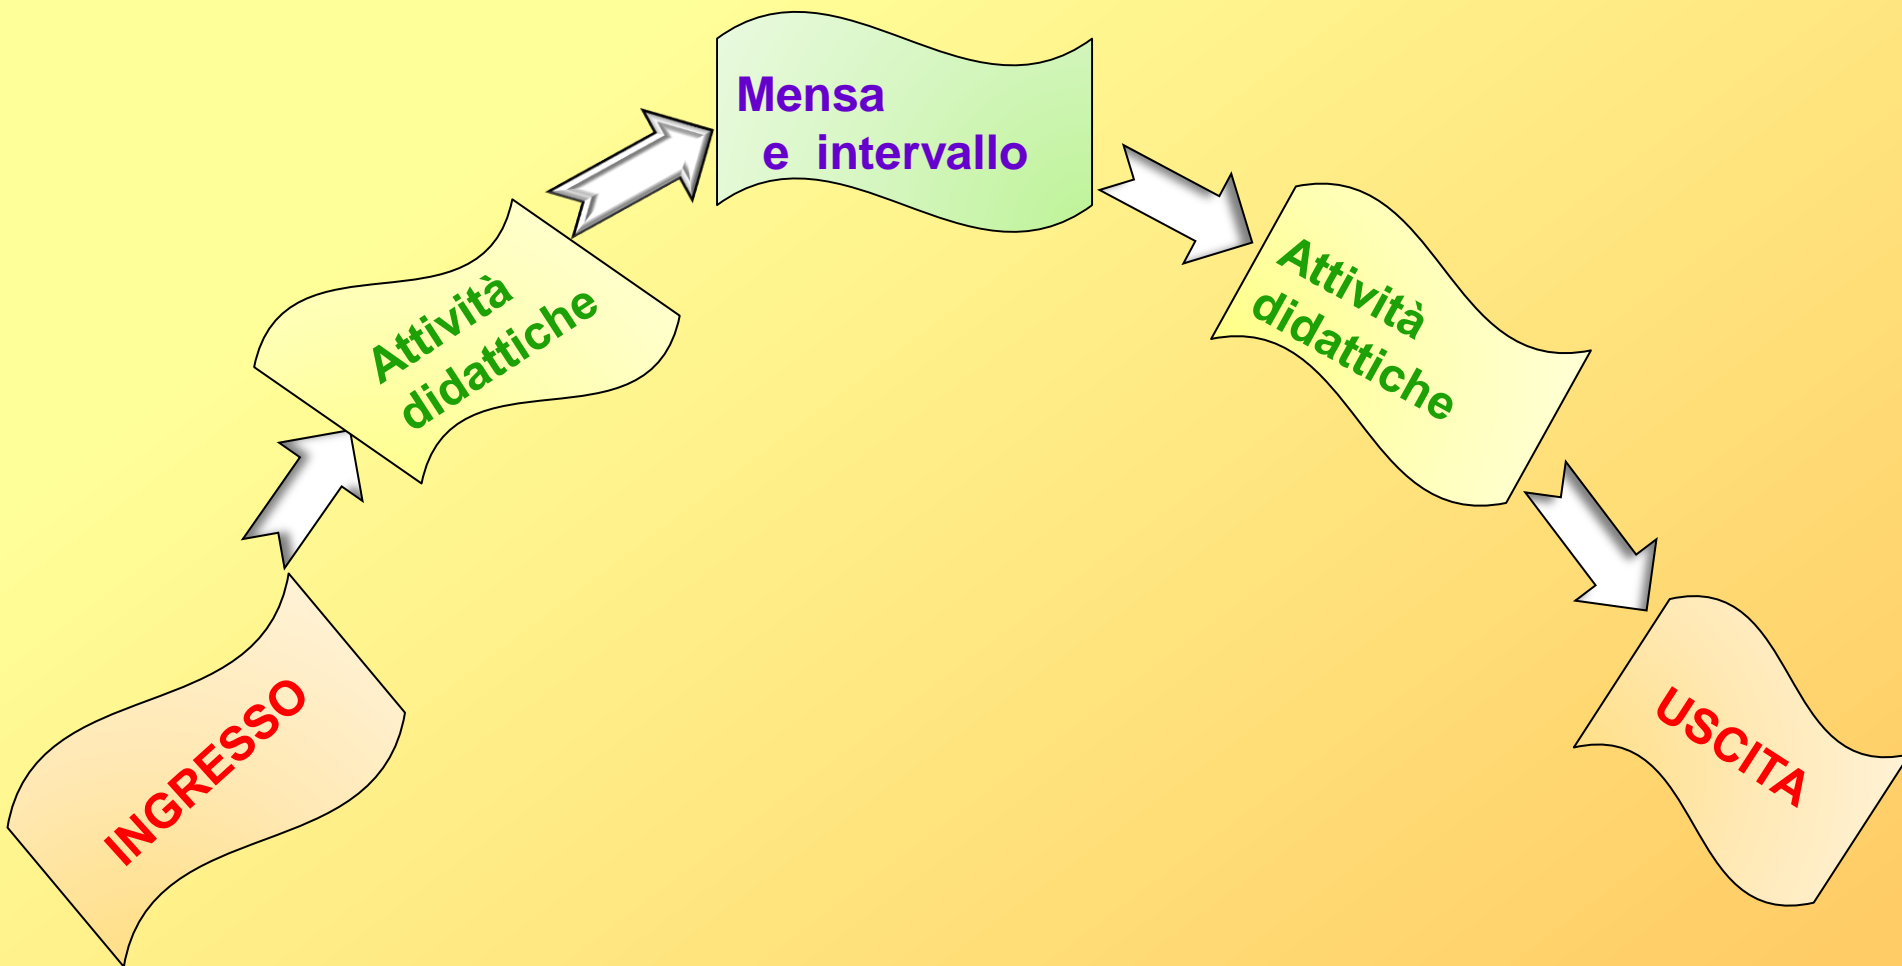 INGRESSO
Attività
didattiche
Mensa
e intervallo
Attività
didattiche
USCITA